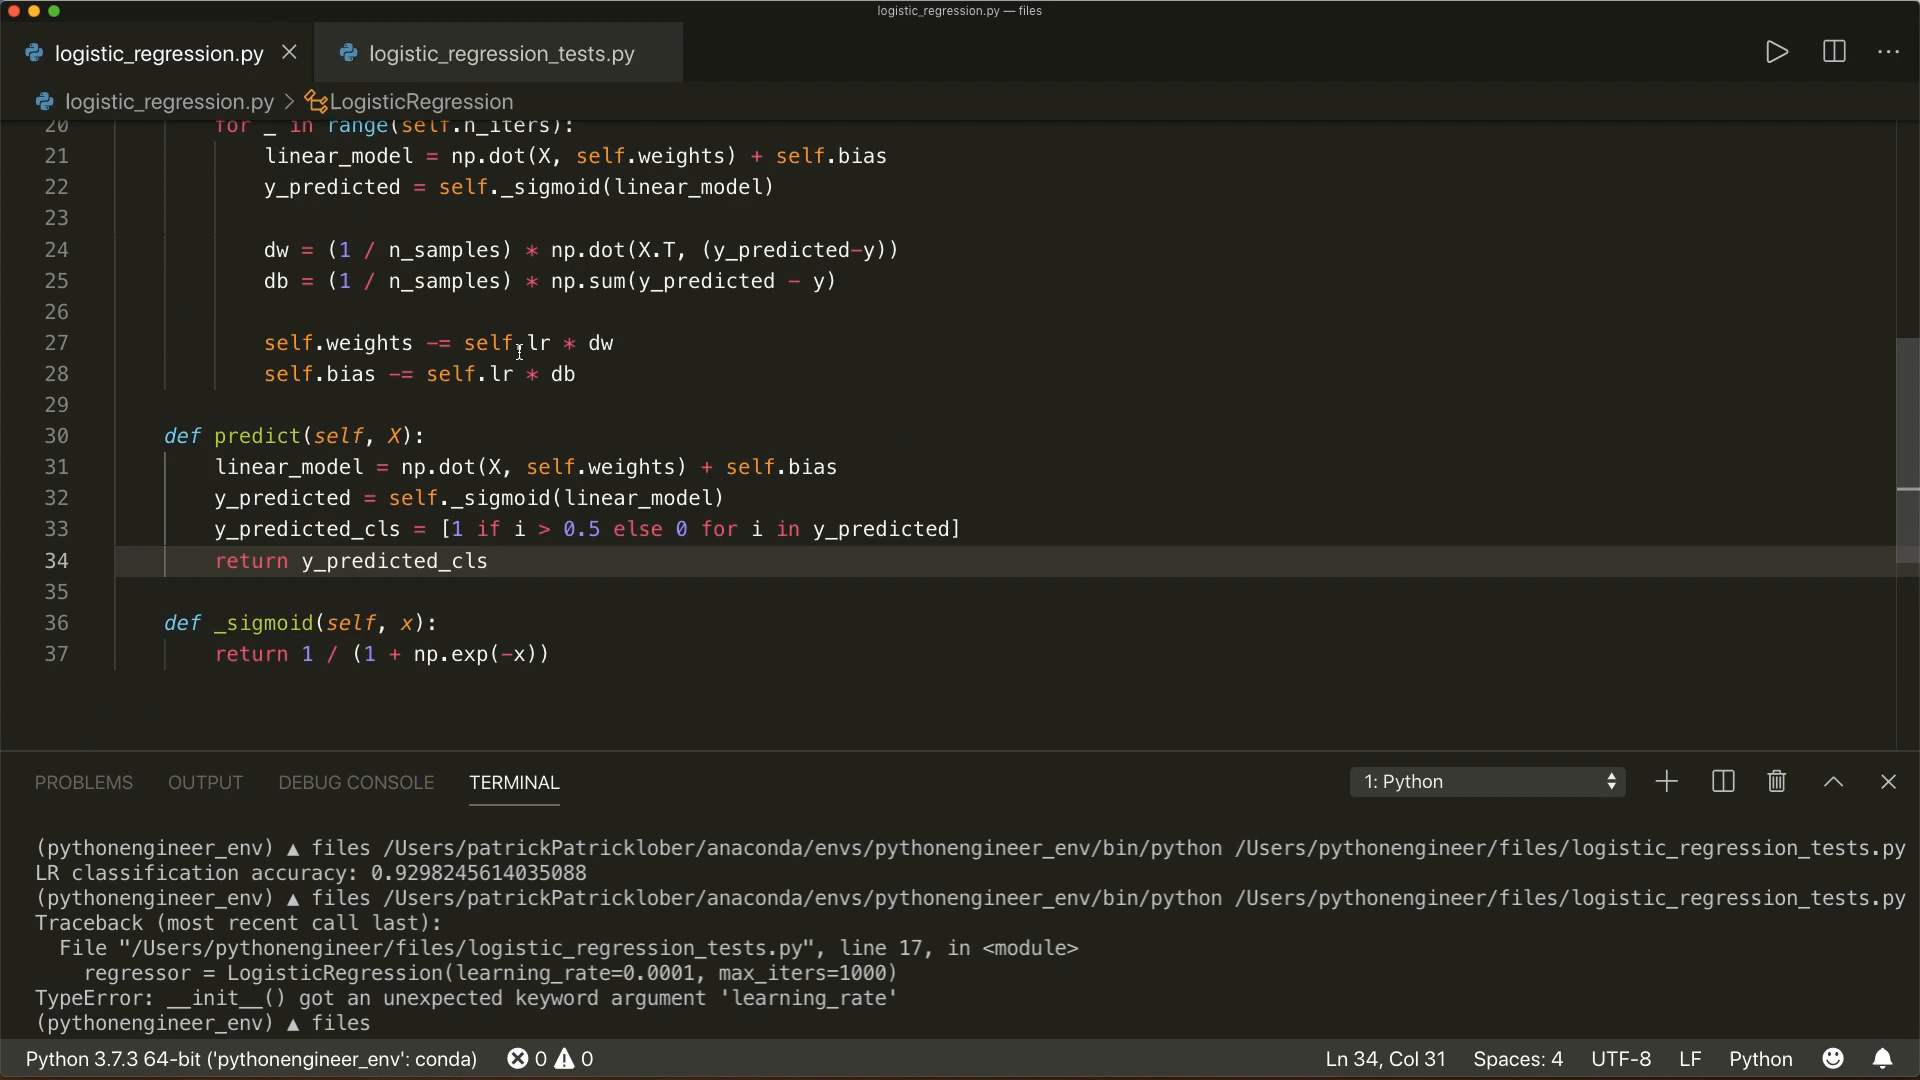 logistic_regression.py — files
logistic_regression.py
logistic_regression_tests.py
logistic_regression.py > LogisticRegression
20 for _ in range(self.n_iters):
21 linear_model = np.dot(X, self.weights) + self.bias
22 y_predicted = self._sigmoid(linear_model)
23
24 dw = (1 / n_samples) * np.dot(X.T, (y_predicted-y))
25 db = (1 / n_samples) * np.sum(y_predicted - y)
26
27 self.weights -= self.lr * dw
28 self.bias -= self.lr * db
29
30 def predict(self, X):
31 linear_model = np.dot(X, self.weights) + self.bias
32 y_predicted = self._sigmoid(linear_model)
33 y_predicted_cls = [1 if i > 0.5 else 0 for i in y_predicted]
34 return y_predicted_cls
35
36 def _sigmoid(self, x):
37 return 1 / (1 + np.exp(-x))
PROBLEMS OUTPUT DEBUG CONSOLE TERMINAL 1: Python
(pythonengineer_env) ▲ files /Users/patrickPatricklober/anaconda/envs/pythonengineer_env/bin/python /Users/pythonengineer/files/logistic_regression_tests.py
LR classification accuracy: 0.9298245614035088
(pythonengineer_env) ▲ files /Users/patrickPatricklober/anaconda/envs/pythonengineer_env/bin/python /Users/pythonengineer/files/logistic_regression_tests.py
Traceback (most recent call last):
File "/Users/pythonengineer/files/logistic_regression_tests.py", line 17, in <module>
regressor = LogisticRegression(learning_rate=0.0001, max_iters=1000)
TypeError: __init__() got an unexpected keyword argument 'learning_rate'
(pythonengineer_env) ▲ files
Python 3.7.3 64-bit ('pythonengineer_env': conda) 0 0 Ln 34, Col 31 Spaces: 4 UTF-8 LF Python